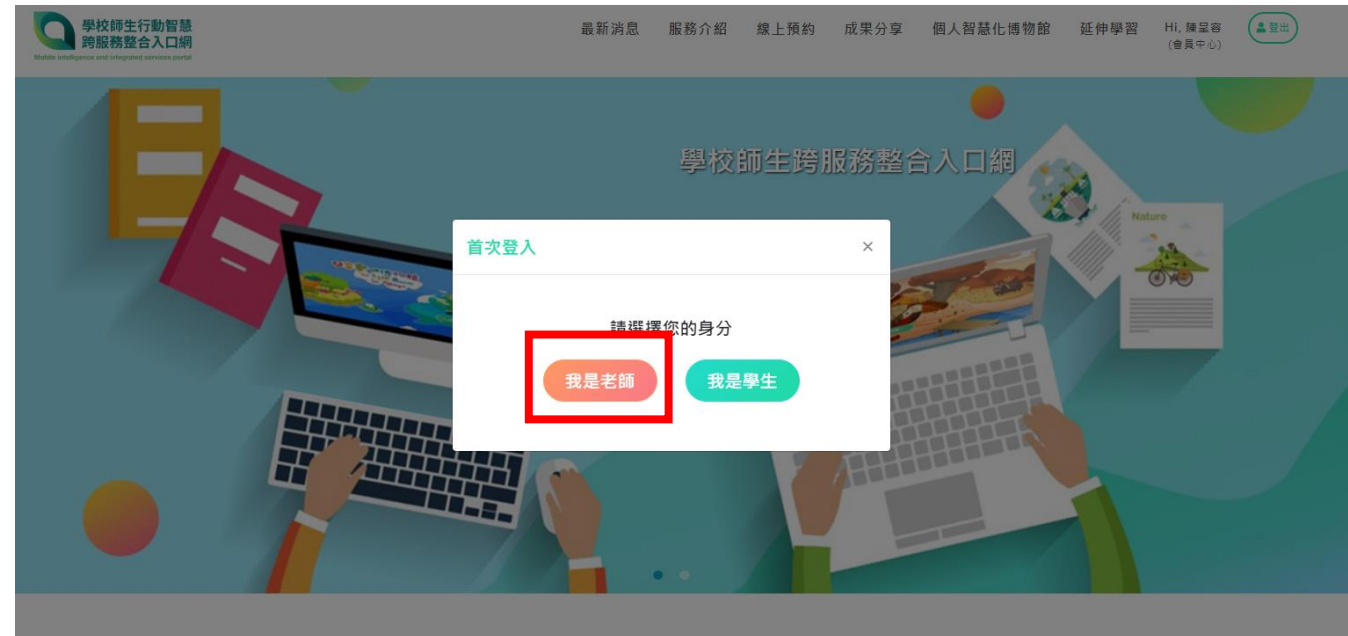 學校師生行動智慧
跨服務整合入口網
Mobile intelligence and integrated services portal
最新消息 服務介紹 線上預約 成果分享 個人智慧化博物館 延伸學習 Hi, 陳呈容 登出
(會員中心)
學校師生跨服務整合入口網
Nature
首次登入 ×
請選擇您的身分
我是老師 我是學生